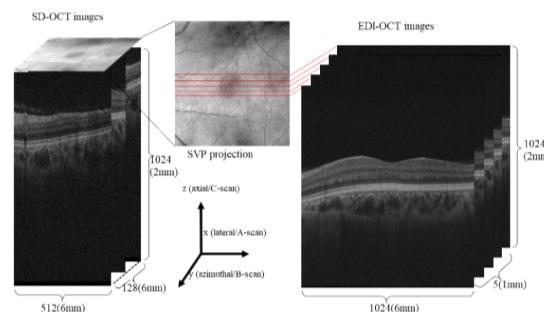 SD-OCT images
EDI-OCT images
SVP projection
1024
(2mm)
1024
(2mm)
z (axial/C-scan)
x (lateral/A-scan)
y (azimuthal/B-scan)
128(6mm)
512(6mm)
5(1mm)
1024(6mm)